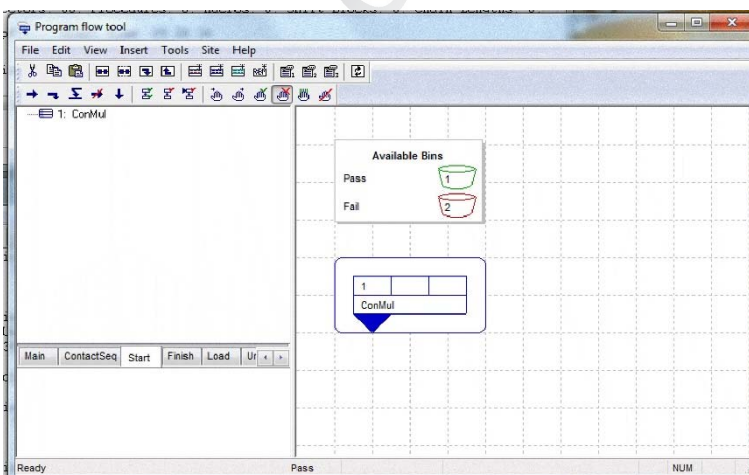 Program flow tool
File Edit View Insert Tools Site Help
1: ConMul
Available Bins
Pass 1
Fail 2
1
ConMul
Main ContactSeq Start Finish Load
Ready Pass NUM